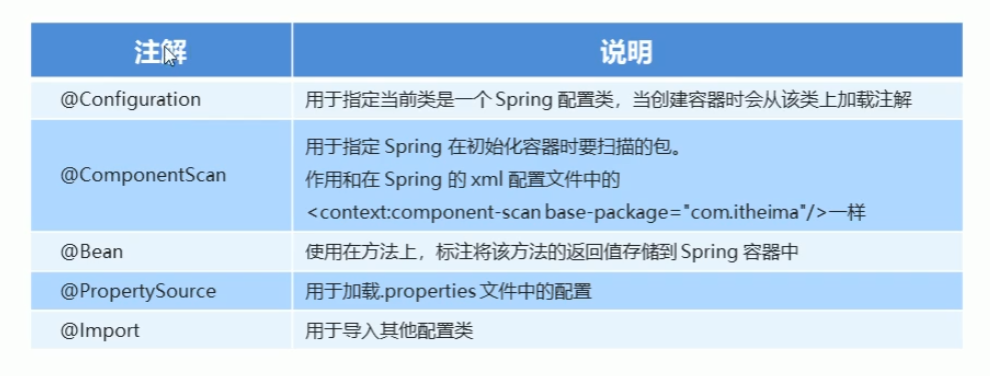 注解 说明
@Configuration 用于指定当前类是一个 Spring 配置类，当创建容器时会从该类上加载注解
@ComponentScan 用于指定 Spring 在初始化容器时要扫描的包。
作用和在 Spring 的 xml 配置文件中的
<context:component-scan base-package="com.itheima"/>一样
@Bean 使用在方法上，标注将该方法的返回值存储到 Spring 容器中
@PropertySource 用于加载.properties 文件中的配置
@Import 用于导入其他配置类